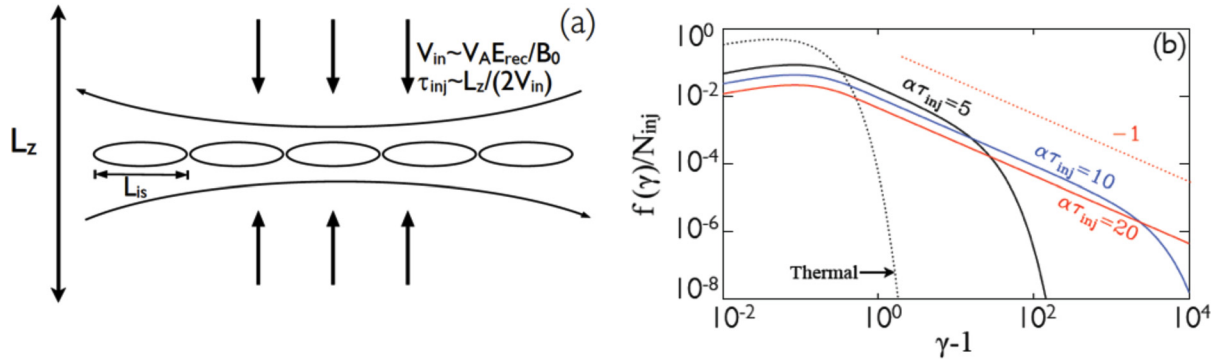 (a)
V_in~V_A E_rec/B_0
τ_inj~L_z/(2V_in)
L_z
L_is
(b)
f (γ)/N_inj
10^0
10^-2
10^-4
10^-6
10^-8
ατ_inj=5
-1
ατ_inj=10
ατ_inj=20
Thermal
10^-2
10^0
10^2
10^4
γ-1